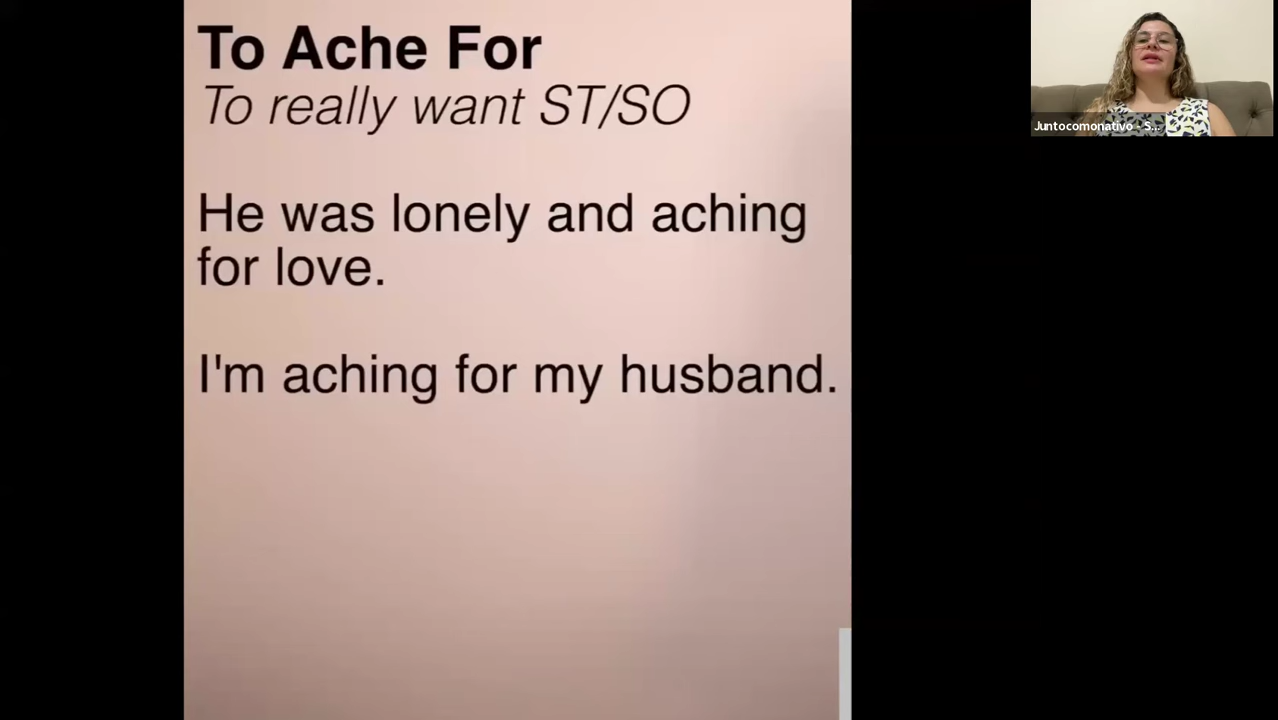 To Ache For
To really want ST/SO
He was lonely and aching
for love.
I'm aching for my husband.
Juntocomonativo - S...